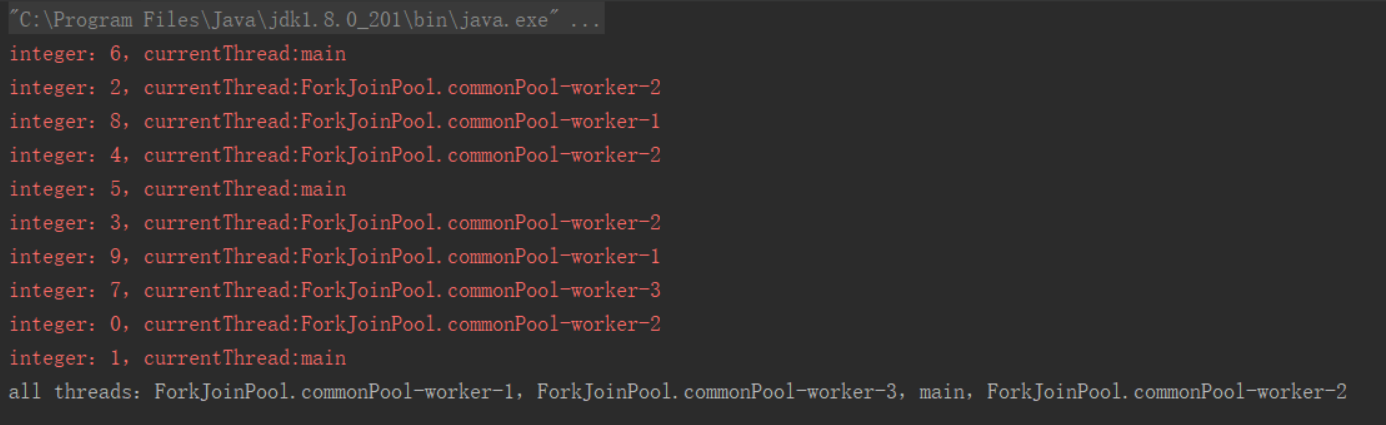 "C:\Program Files\Java\jdk1.8.0_201\bin\java.exe" ...
integer：6，currentThread:main
integer：2，currentThread:ForkJoinPool.commonPool-worker-2
integer：8，currentThread:ForkJoinPool.commonPool-worker-1
integer：4，currentThread:ForkJoinPool.commonPool-worker-2
integer：5，currentThread:main
integer：3，currentThread:ForkJoinPool.commonPool-worker-2
integer：9，currentThread:ForkJoinPool.commonPool-worker-1
integer：7，currentThread:ForkJoinPool.commonPool-worker-3
integer：0，currentThread:ForkJoinPool.commonPool-worker-2
integer：1，currentThread:main
all threads：ForkJoinPool.commonPool-worker-1，ForkJoinPool.commonPool-worker-3，main，ForkJoinPool.commonPool-worker-2